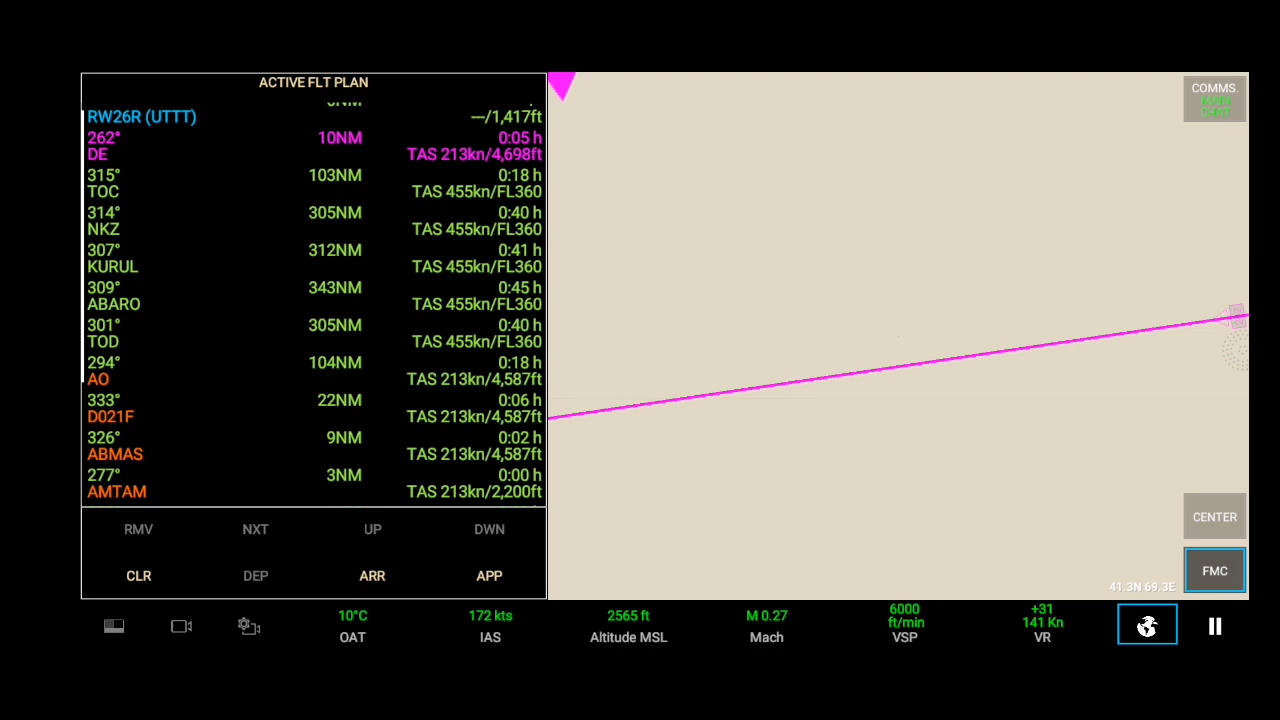 ACTIVE FLT PLAN
RW26R (UTTT) ---/1,417ft
262° 10NM 0:05 h
DE TAS 213kn/4,698ft
315° 103NM 0:18 h
TOC TAS 455kn/FL360
314° 305NM 0:40 h
NKZ TAS 455kn/FL360
307° 312NM 0:41 h
KURUL TAS 455kn/FL360
309° 343NM 0:45 h
ABARO TAS 455kn/FL360
301° 305NM 0:40 h
TOD TAS 455kn/FL360
294° 104NM 0:18 h
AO TAS 213kn/4,587ft
333° 22NM 0:06 h
D021F TAS 213kn/4,587ft
326° 9NM 0:02 h
ABMAS TAS 213kn/4,587ft
277° 3NM 0:00 h
AMTAM TAS 213kn/2,200ft
RMV NXT UP DWN
CLR DEP ARR APP
COMMS.
CENTER
FMC
41.3N 69.3E
10°C
OAT
172 kts
IAS
2565 ft
Altitude MSL
M 0.27
Mach
6000
ft/min
VSP
+31
141 Kn
VR